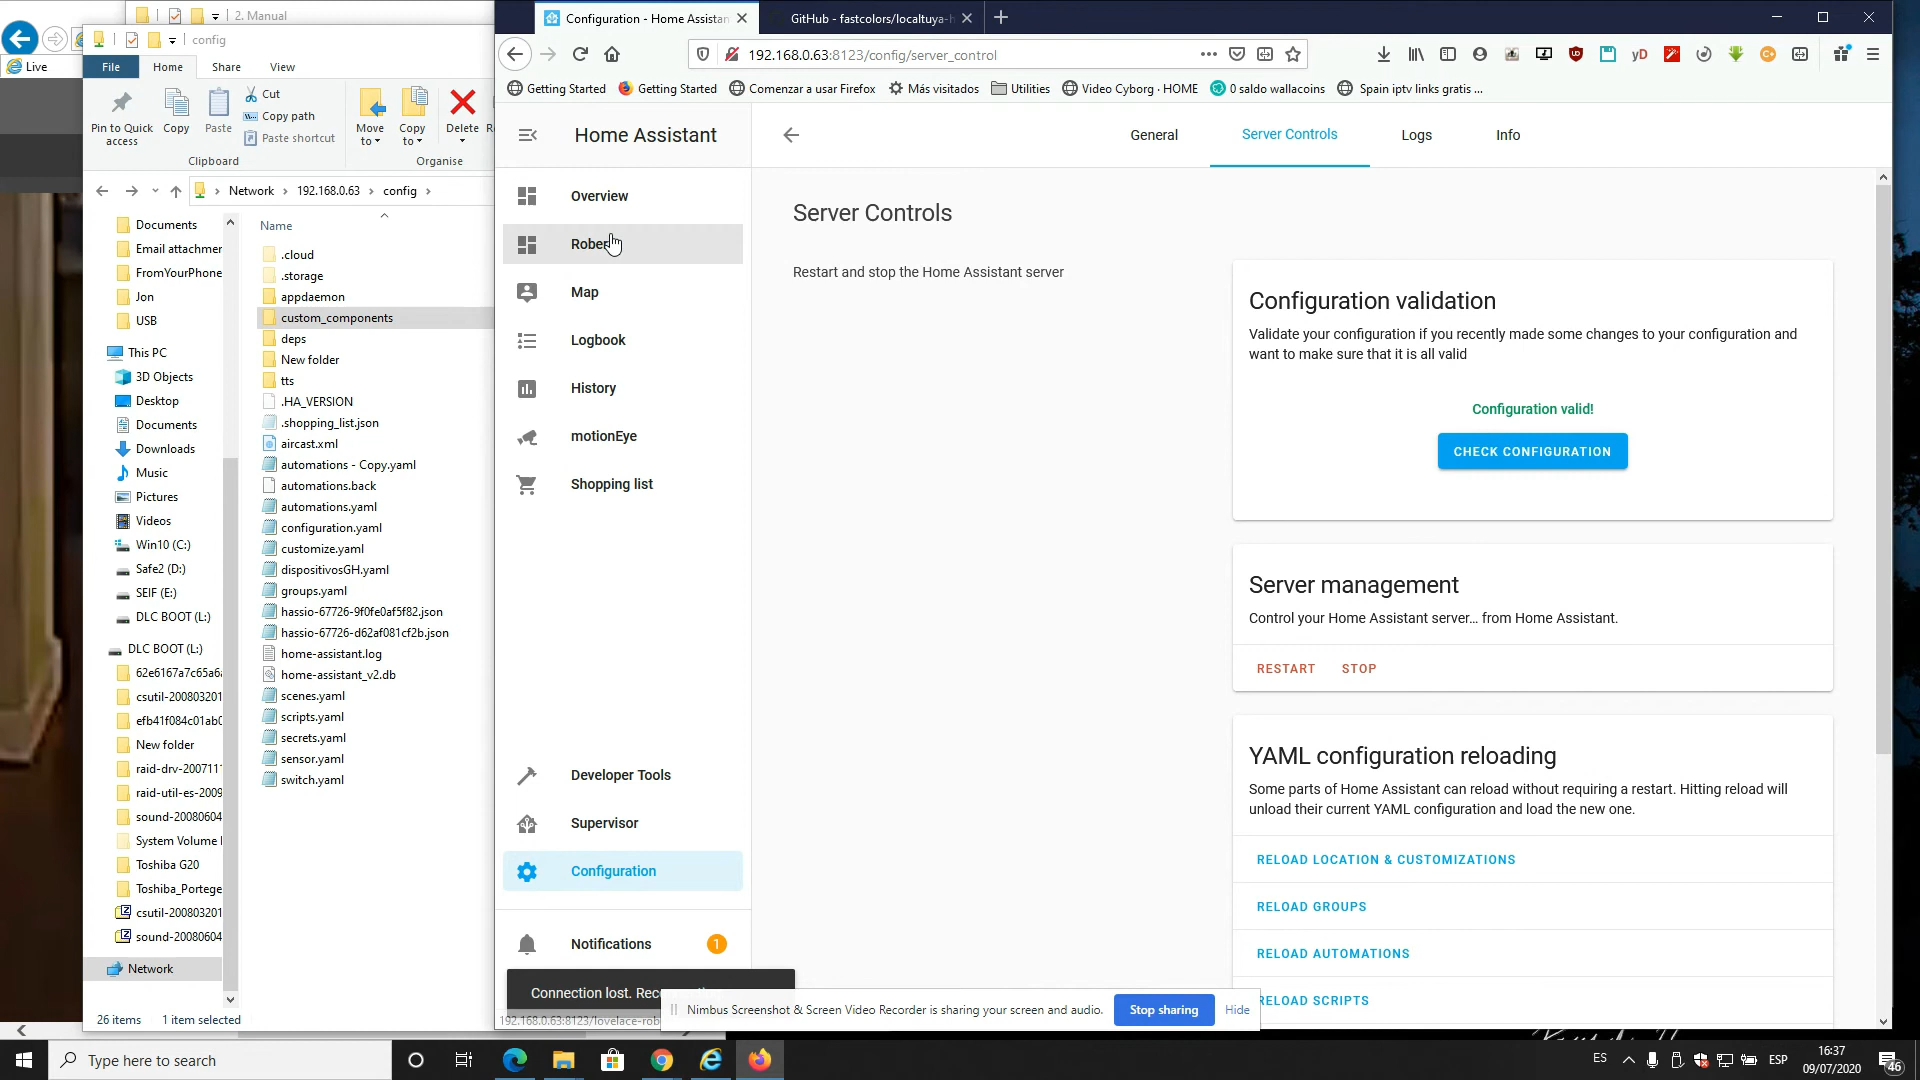 2. Manual
config
Live
File
Home
Share
View
Pin to Quick access
Copy
Paste
Cut
Copy path
Paste shortcut
Clipboard
Move to
Copy to
Delete
Organise
Network
192.168.0.63
config
Documents
Email attachmen
FromYourPhone
Jon
USB
This PC
3D Objects
Desktop
Documents
Downloads
Music
Pictures
Videos
Win10 (C:)
Safe2 (D:)
SEIF (E:)
DLC BOOT (L:)
DLC BOOT (L:)
62e6167a7c65a6
csutil-200803201
efb41f084c01ab0
New folder
raid-drv-2007111
raid-util-es-2009
sound-20080604
System Volume
Toshiba G20
Toshiba_Portege
csutil-200803201
sound-20080604
Network
Name
.cloud
.storage
appdaemon
custom_components
deps
New folder
tts
.HA_VERSION
.shopping_list.json
aircast.xml
automations - Copy.yaml
automations.back
automations.yaml
configuration.yaml
customize.yaml
dispositivosGH.yaml
groups.yaml
hassio-67726-9f0fe0af5f82.json
hassio-67726-d62af081cf2b.json
home-assistant.log
home-assistant_v2.db
scenes.yaml
scripts.yaml
secrets.yaml
sensor.yaml
switch.yaml
26 items
1 item selected
Configuration - Home Assistan
GitHub - fastcolors/localtuya-h
192.168.0.63:8123/config/server_control
Getting Started
Getting Started
Comenzar a usar Firefox
Más visitados
Utilities
Video Cyborg · HOME
0 saldo wallacoins
Spain iptv links gratis ...
Home Assistant
Overview
Rober
Map
Logbook
History
motionEye
Shopping list
Developer Tools
Supervisor
Configuration
Notifications
1
General
Server Controls
Logs
Info
Server Controls
Restart and stop the Home Assistant server
Configuration validation
Validate your configuration if you recently made some changes to your configuration and
want to make sure that it is all valid
Configuration valid!
CHECK CONFIGURATION
Server management
Control your Home Assistant server… from Home Assistant.
RESTART
STOP
YAML configuration reloading
Some parts of Home Assistant can reload without requiring a restart. Hitting reload will
unload their current YAML configuration and load the new one.
RELOAD LOCATION & CUSTOMIZATIONS
RELOAD GROUPS
RELOAD AUTOMATIONS
RELOAD SCRIPTS
Connection lost.
192.168.0.63:8123/lovelace-rob
Nimbus Screenshot & Screen Video Recorder is sharing your screen and audio.
Stop sharing
Hide
Type here to search
ES
ESP
16:37
09/07/2020
46